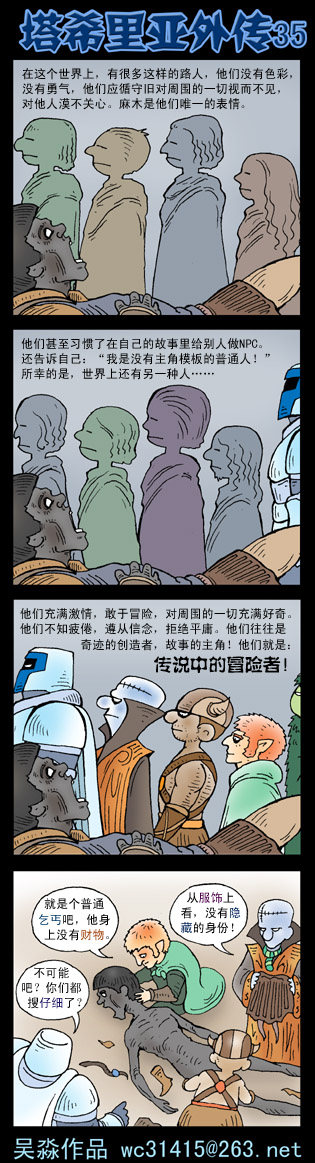 塔希里亚外传35
在这个世界上，有很多这样的路人，他们没有色彩，
没有勇气，他们应循守旧对周围的一切视而不见，
对他人漠不关心。麻木是他们唯一的表情。
他们甚至习惯了在自己的故事里给别人做NPC。
还告诉自己：“我是没有主角模板的普通人！”
所幸的是，世界上还有另一种人……
他们充满激情，敢于冒险，对周围的一切充满好奇。
他们不知疲倦，遵从信念，拒绝平庸。他们往往是
奇迹的创造者，故事的主角！他们就是：
传说中的冒险者！
就是个普通
乞丐吧，他身
上没有财物。
从服饰上
看，没有隐
藏的身份！
不可能
吧？你们都
搜仔细了？
吴淼作品 wc31415@263.net